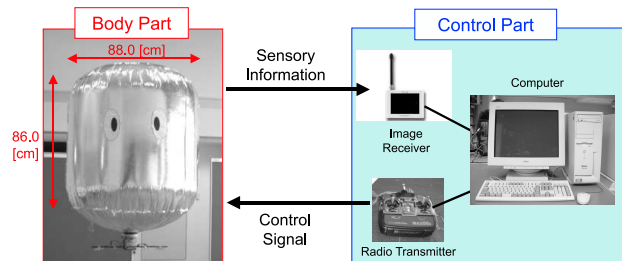 Body Part
88.0 [cm]
86.0
[cm]
Sensory
Information
Control
Signal
Control Part
Computer
Image
Receiver
Radio Transmitter